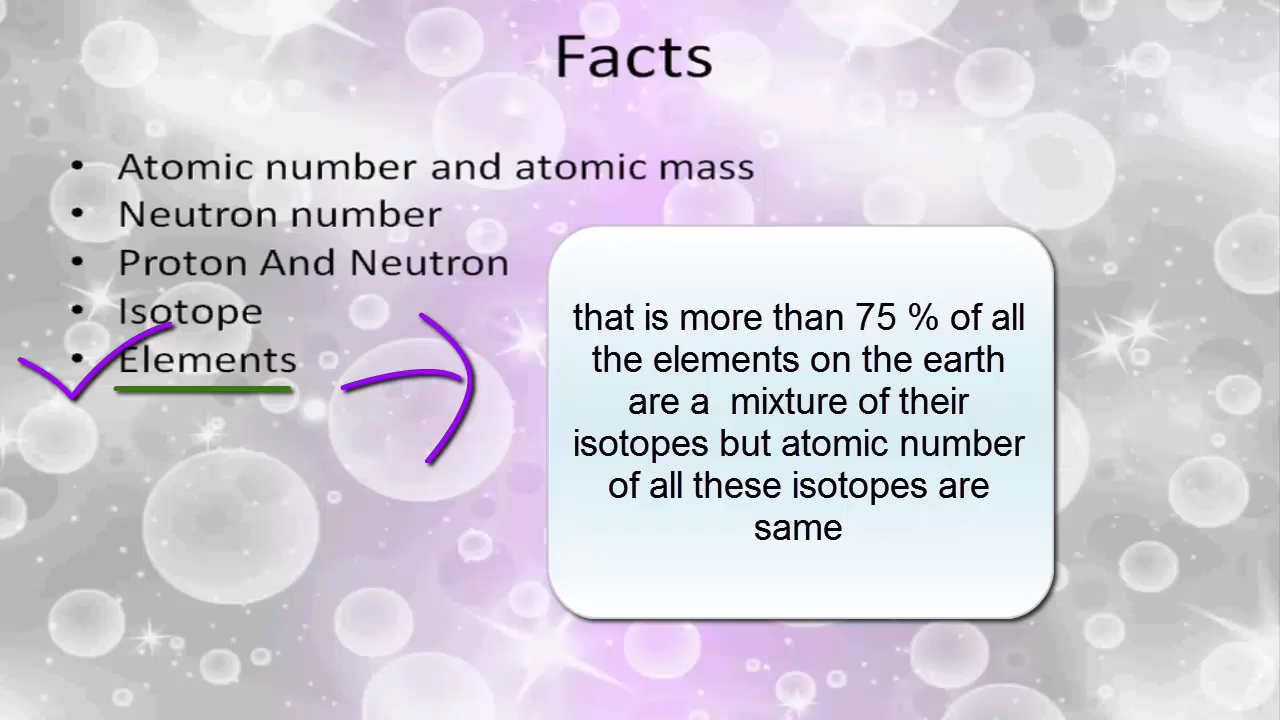 Facts
• Atomic number and atomic mass
• Neutron number
• Proton And Neutron
• Isotope
• Elements
that is more than 75 % of all
the elements on the earth
are a  mixture of their
isotopes but atomic number
of all these isotopes are
same